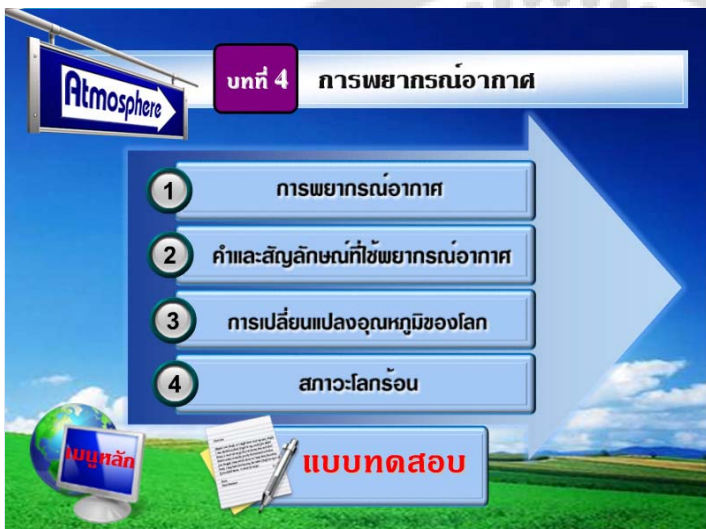 Atmosphere
บทที่ 4 การพยากรณ์อากาศ
1 การพยากรณ์อากาศ
2 คำและสัญลักษณ์ที่ใช้พยากรณ์อากาศ
3 การเปลี่ยนแปลงอุณหภูมิของโลก
4 สภาวะโลกร้อน
เมนูหลัก
แบบทดสอบ